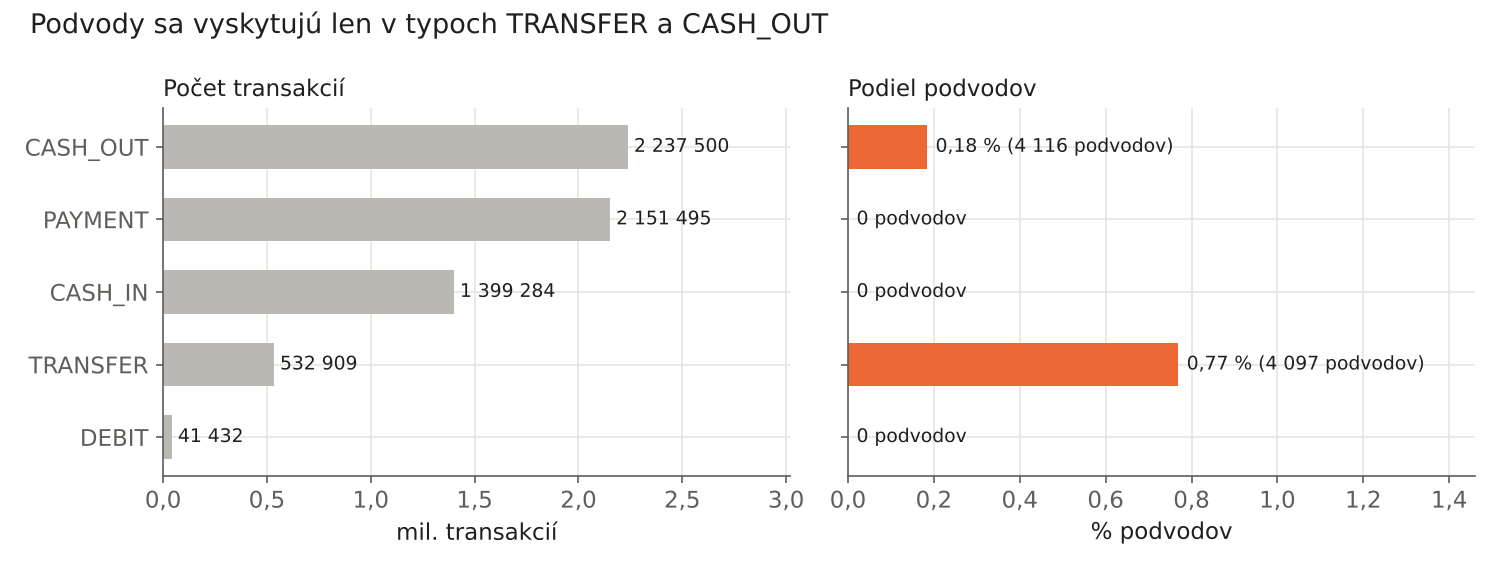 Podvody sa vyskytujú len v typoch TRANSFER a CASH_OUT
Počet transakcií
CASH_OUT
2 237 500
PAYMENT
2 151 495
CASH_IN
1 399 284
TRANSFER
532 909
DEBIT
41 432
0,0 0,5 1,0 1,5 2,0 2,5 3,0
mil. transakcií
Podiel podvodov
0,18 % (4 116 podvodov)
0 podvodov
0 podvodov
0,77 % (4 097 podvodov)
0 podvodov
0,0 0,2 0,4 0,6 0,8 1,0 1,2 1,4
% podvodov